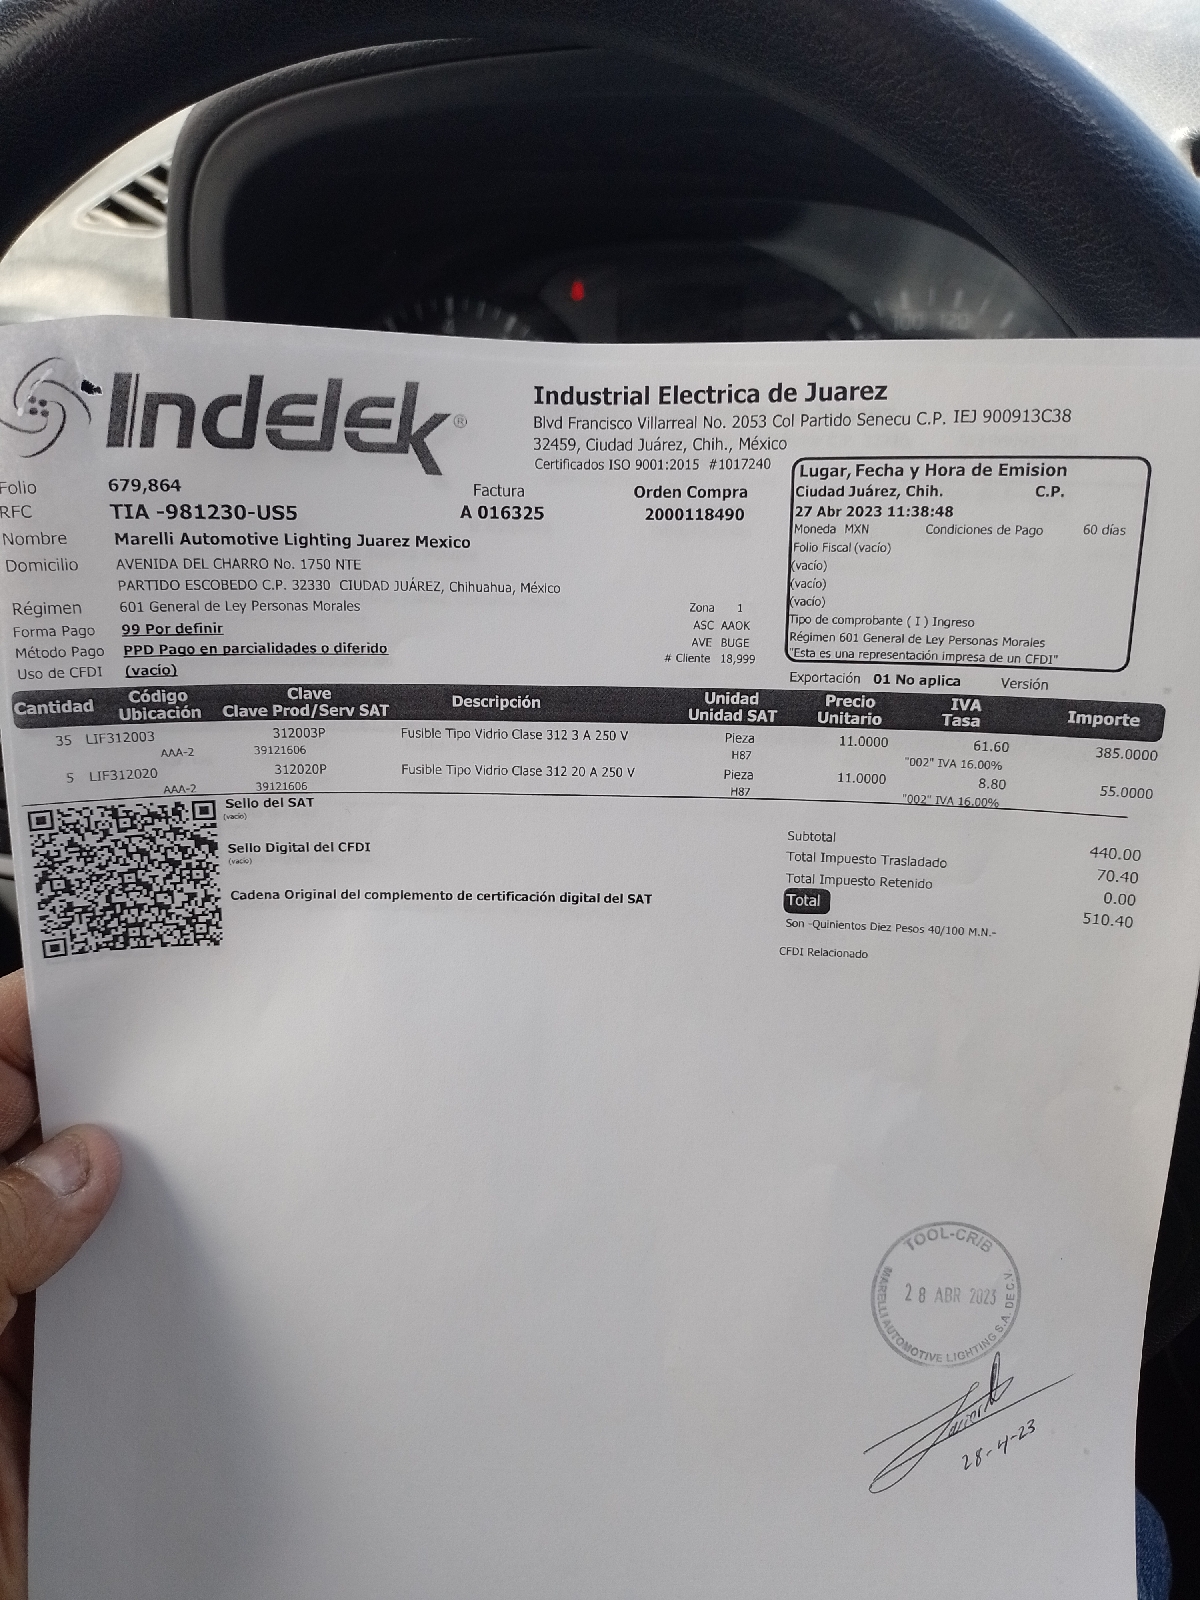 Indelek®
Industrial Electrica de Juarez
Blvd Francisco Villarreal No. 2053 Col Partido Senecu C.P. IEJ 900913C38
32459, Ciudad Juárez, Chih., México
Certificados ISO 9001:2015 #1017240
Folio 679,864
RFC TIA -981230-US5
Factura
A 016325
Orden Compra
2000118490
Nombre Marelli Automotive Lighting Juarez Mexico
Domicilio AVENIDA DEL CHARRO No. 1750 NTE
PARTIDO ESCOBEDO C.P. 32330 CIUDAD JUÁREZ, Chihuahua, México
Régimen 601 General de Ley Personas Morales
Forma Pago 99 Por definir
Método Pago PPD Pago en parcialidades o diferido
Uso de CFDI (vacío)
Zona 1
ASC AAOK
AVE BUGE
# Cliente 18,999
Lugar, Fecha y Hora de Emision
Ciudad Juárez, Chih. C.P.
27 Abr 2023 11:38:48
Moneda MXN Condiciones de Pago 60 días
Folio Fiscal (vacío)
(vacío)
(vacío)
(vacío)
Tipo de comprobante ( I ) Ingreso
Régimen 601 General de Ley Personas Morales
"Esta es una representación impresa de un CFDI"
Exportación 01 No aplica Versión
Cantidad Código Ubicación Clave Clave Prod/Serv SAT Descripción Unidad Unidad SAT Precio Unitario IVA Tasa Importe
35 LIF312003 312003P Fusible Tipo Vidrio Clase 312 3 A 250 V Pieza 11.0000 61.60 385.0000
AAA-2 39121606 H87 "002" IVA 16.00%
5 LIF312020 312020P Fusible Tipo Vidrio Clase 312 20 A 250 V Pieza 11.0000 8.80 55.0000
AAA-2 39121606 H87 "002" IVA 16.00%
Sello del SAT
(vacio)
Sello Digital del CFDI
(vacio)
Cadena Original del complemento de certificación digital del SAT
Subtotal 440.00
Total Impuesto Trasladado 70.40
Total Impuesto Retenido 0.00
Total 510.40
Son -Quinientos Diez Pesos 40/100 M.N.-
CFDI Relacionado
TOOL-CRIB
28 ABR 2023
MARELLI AUTOMOTIVE LIGHTING S.A. DE C.V.
28-4-23
100 120